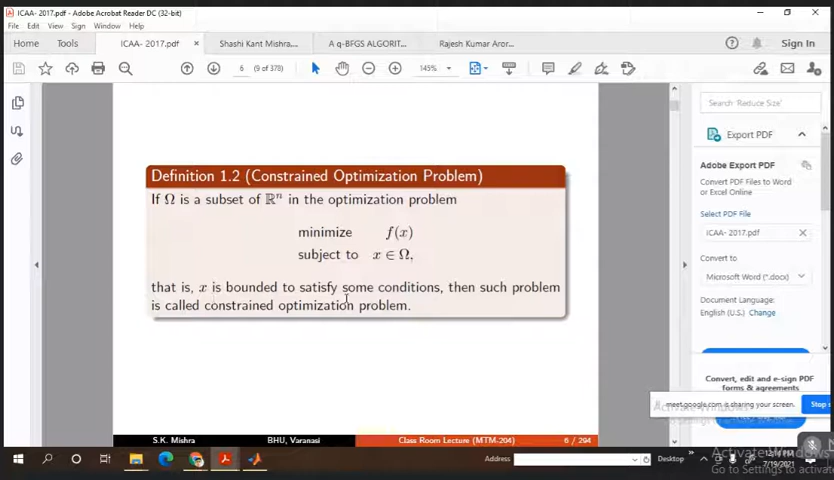 ICAA- 2017.pdf - Adobe Acrobat Reader DC (32-bit)
File Edit View Sign Window Help
Home Tools ICAA- 2017.pdf Shashi Kant Mishra,... A q-BFGS ALGORIT... Rajesh Kumar Aror... Sign In
6 (9 of 378) 145%
Search 'Reduce Size'
Export PDF
Adobe Export PDF
Convert PDF Files to Word
or Excel Online
Select PDF File
ICAA- 2017.pdf
Convert to
Microsoft Word (*.docx)
Document Language:
English (U.S.) Change
Convert, edit and e-sign PDF
forms & agreements
Definition 1.2 (Constrained Optimization Problem)
If Ω is a subset of ℝⁿ in the optimization problem
minimize f(x)
subject to x ∈ Ω,
that is, x is bounded to satisfy some conditions, then such problem
is called constrained optimization problem.
meet.google.com is sharing your screen. Stop
S.K. Mishra BHU, Varanasi Class Room Lecture (MTM-204) 6 / 294
Activate Windows
Go to Settings to activate
Address Desktop
7/19/2021